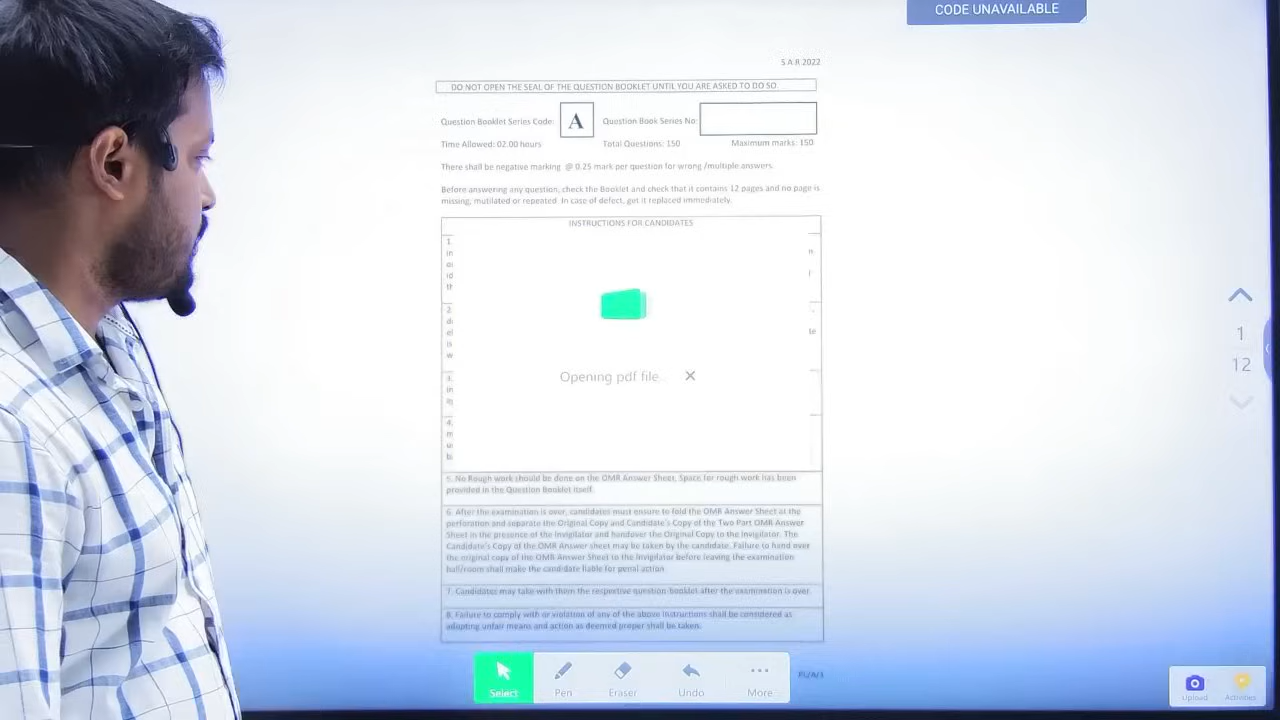 CODE UNAVAILABLE
S A R 2022
DO NOT OPEN THE SEAL OF THE QUESTION BOOKLET UNTIL YOU ARE ASKED TO DO SO.
Question Booklet Series Code: A Question Book Series No:
Time Allowed: 02.00 hours Total Questions: 150 Maximum marks: 150
There shall be negative marking @ 0.25 mark per question for wrong /multiple answers.
Before answering any question, check the Booklet and check that it contains 12 pages and no page is
missing, mutilated or repeated. In case of defect, get it replaced immediately.
INSTRUCTIONS FOR CANDIDATES
1.
2.
3.
4.
Opening pdf file..
5. No Rough work should be done on the OMR Answer Sheet, Space for rough work has been
provided in the Question Booklet itself.
6. After the examination is over, candidates must ensure to fold the OMR Answer Sheet at the
perforation and separate the Original Copy and Candidate's Copy of the Two Part OMR Answer
Sheet in the presence of the Invigilator and handover the Original Copy to the Invigilator. The
Candidate's Copy of the OMR Answer sheet may be taken by the candidate. Failure to hand over
the original copy of the OMR Answer Sheet to the Invigilator before leaving the examination
hall/room shall make the candidate liable for penal action
7. Candidates may take with them the respective question booklet after the examination is over.
8. Failure to comply with or violation of any of the above instructions shall be considered as
adopting unfair means and action as deemed proper shall be taken.
1
12
Select Pen Eraser Undo More
Upload Activities